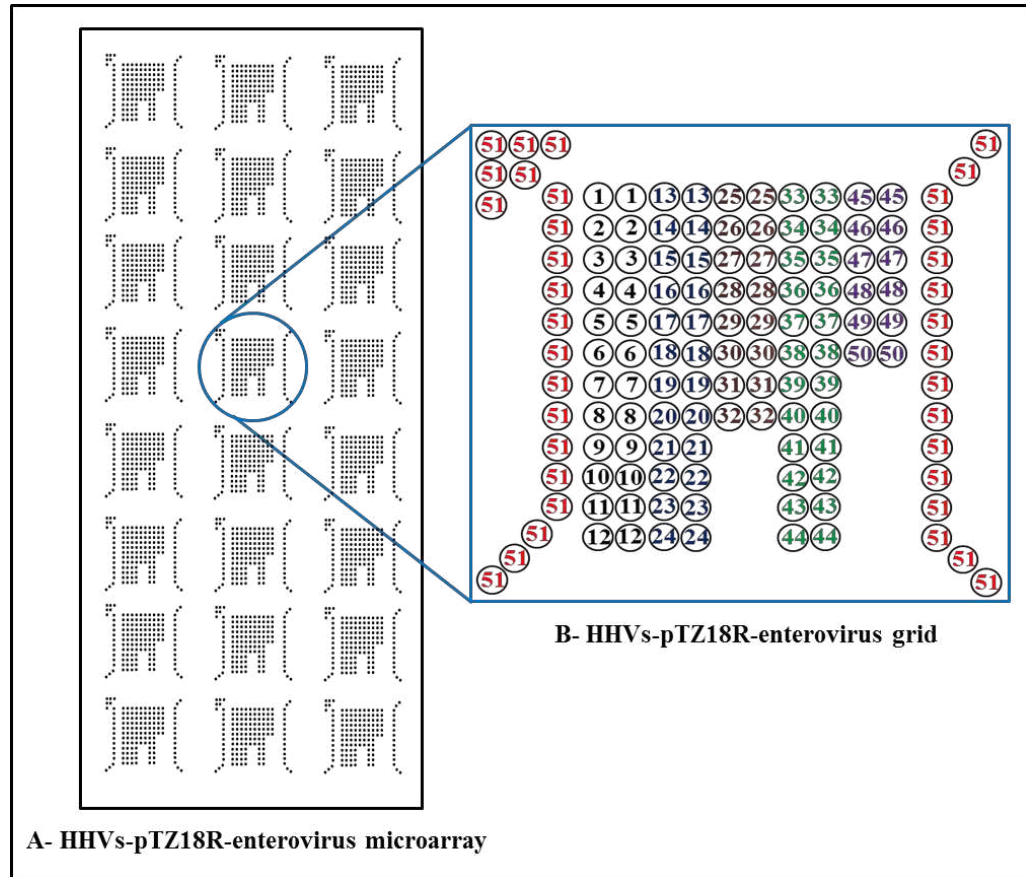 51 51 51 51
51 51 51
51 51 1 1 13 13 25 25 33 33 45 45 51
51 2 2 14 14 26 26 34 34 46 46 51
51 3 3 15 15 27 27 35 35 47 47 51
51 4 4 16 16 28 28 36 36 48 48 51
51 5 5 17 17 29 29 37 37 49 49 51
51 6 6 18 18 30 30 38 38 50 50 51
51 7 7 19 19 31 31 39 39 51
51 8 8 20 20 32 32 40 40 51
51 9 9 21 21 41 41 51
51 10 10 22 22 42 42 51
51 11 11 23 23 43 43 51
51 12 12 24 24 44 44 51
51 51
51 51
B- HHVs-pTZ18R-enterovirus grid
A- HHVs-pTZ18R-enterovirus microarray